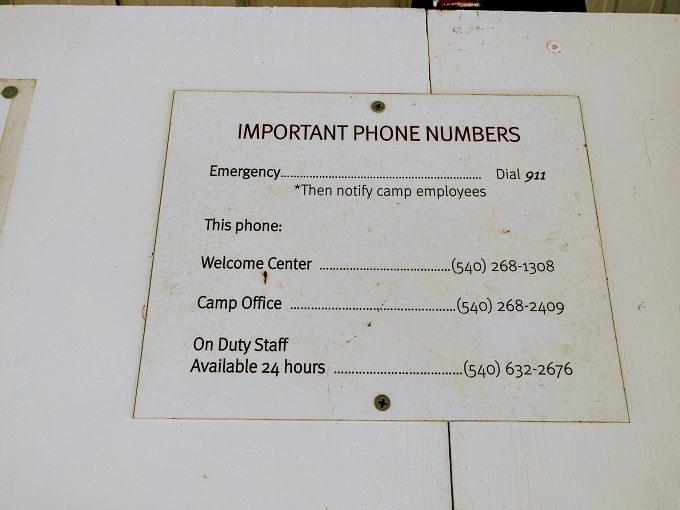 IMPORTANT PHONE NUMBERS
Emergency.................................................... Dial 911
*Then notify camp employees
This phone:
Welcome Center ...................................(540) 268-1308
Camp Office ............................................(540) 268-2409
On Duty Staff
Available 24 hours ..................................(540) 632-2676